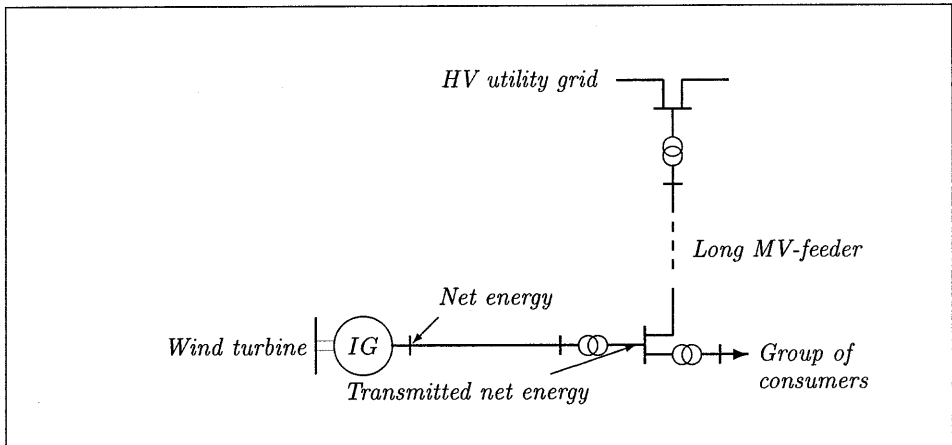 HV utility grid
Long MV-feeder
Net energy
Wind turbine
IG
Group of
consumers
Transmitted net energy